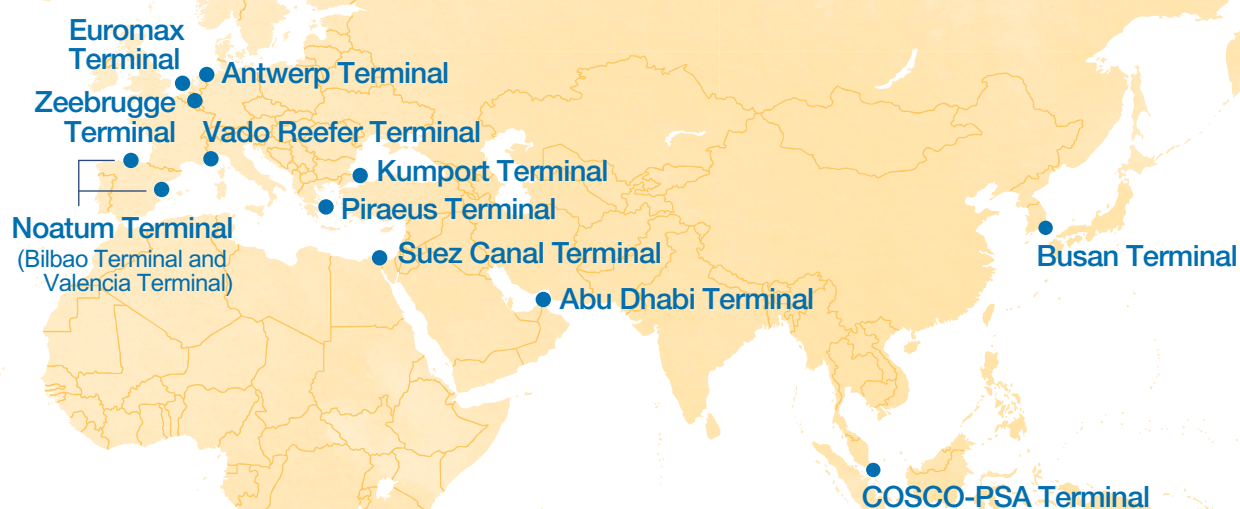 Euromax
Terminal
Antwerp Terminal
Zeebrugge
Terminal
Vado Reefer Terminal
Kumport Terminal
Piraeus Terminal
Noatum Terminal
(Bilbao Terminal and
Valencia Terminal)
Suez Canal Terminal
Busan Terminal
Abu Dhabi Terminal
COSCO-PSA Terminal